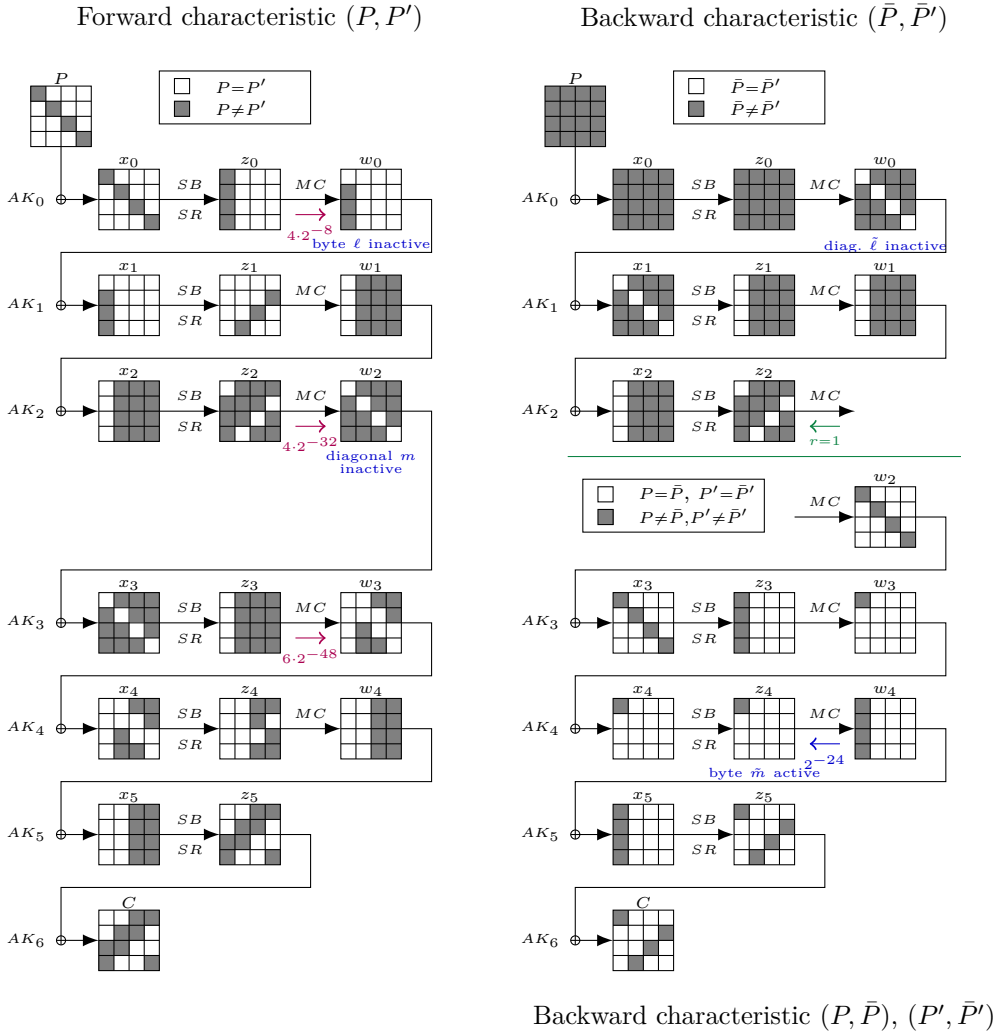 Forward characteristic (P, P′)
P
P=P′
P≠P′
x₀
z₀
w₀
AK₀
SB
SR
MC
4·2⁻⁸
byte ℓ inactive
x₁
z₁
w₁
AK₁
SB
SR
MC
x₂
z₂
w₂
AK₂
SB
SR
MC
4·2⁻³²
diagonal m
inactive
x₃
z₃
w₃
AK₃
SB
SR
MC
6·2⁻⁴⁸
x₄
z₄
w₄
AK₄
SB
SR
MC
x₅
z₅
AK₅
SB
SR
C
AK₆
Backward characteristic (P̄, P̄′)
P
P̄=P̄′
P̄≠P̄′
x₀
z₀
w₀
AK₀
SB
SR
MC
diag. ℓ̃ inactive
x₁
z₁
w₁
AK₁
SB
SR
MC
x₂
z₂
AK₂
SB
SR
MC
r=1
P=P̄, P′=P̄′
P≠P̄,P′≠P̄′
MC
w₂
x₃
z₃
w₃
AK₃
SB
SR
MC
x₄
z₄
w₄
AK₄
SB
SR
MC
2⁻²⁴
byte m̃ active
x₅
z₅
AK₅
SB
SR
C
AK₆
Backward characteristic (P, P̄), (P′, P̄′)